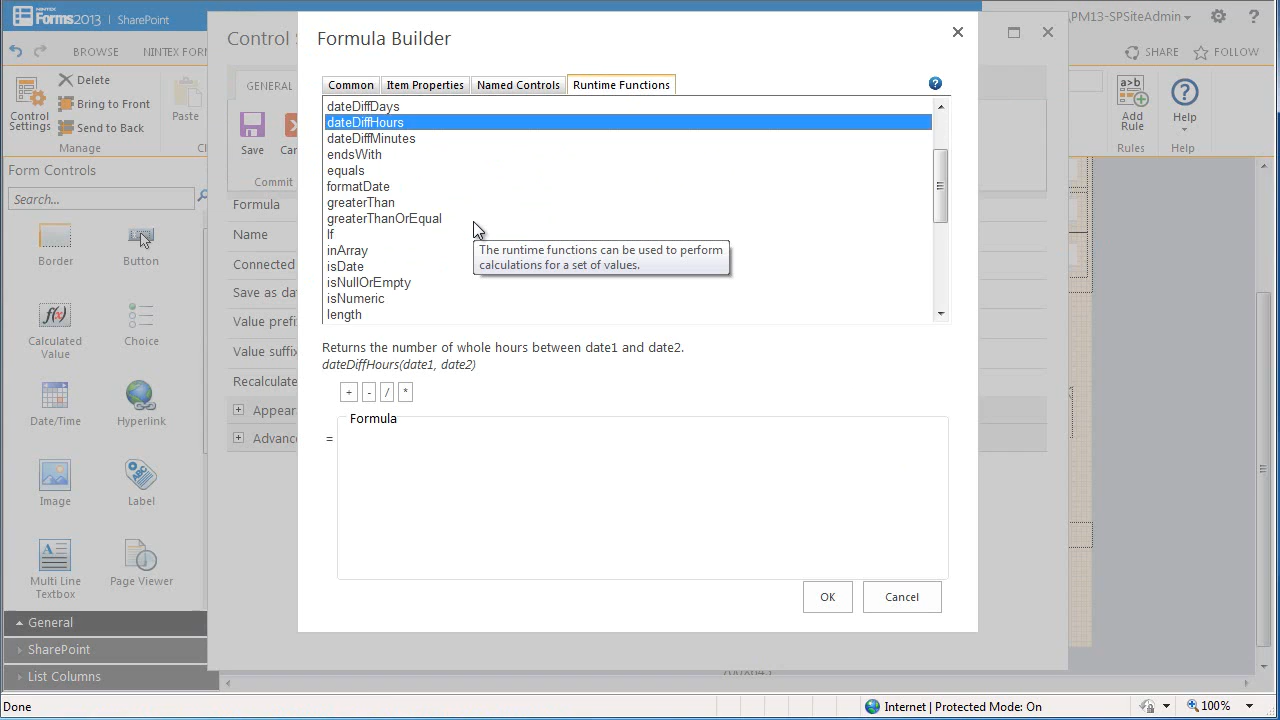 NINTEX
Forms2013 | SharePoint
PM13-SPSiteAdmin
BROWSE
NINTEX FORM
SHARE
FOLLOW
Control Settings
Delete
Bring to Front
Send to Back
Manage
Paste
Form Controls
Search...
Border
Button
f(x)
Calculated Value
Choice
Date/Time
Hyperlink
Image
ABC
Label
Multi Line Textbox
Page Viewer
General
SharePoint
List Columns
Control S
GENERAL
Save
Can
Commit
Formula
Name
Connected
Save as da
Value prefi
Value suffix
Recalculate
Appear
Advanc
Formula Builder
Common
Item Properties
Named Controls
Runtime Functions
dateDiffDays
dateDiffHours
dateDiffMinutes
endsWith
equals
formatDate
greaterThan
greaterThanOrEqual
If
inArray
isDate
isNullOrEmpty
isNumeric
length
The runtime functions can be used to perform
calculations for a set of values.
Returns the number of whole hours between date1 and date2.
dateDiffHours(date1, date2)
+ - / *
Formula
=
OK
Cancel
a>b
Add Rule
Rules
Help
Help
Done
Internet | Protected Mode: On
100%